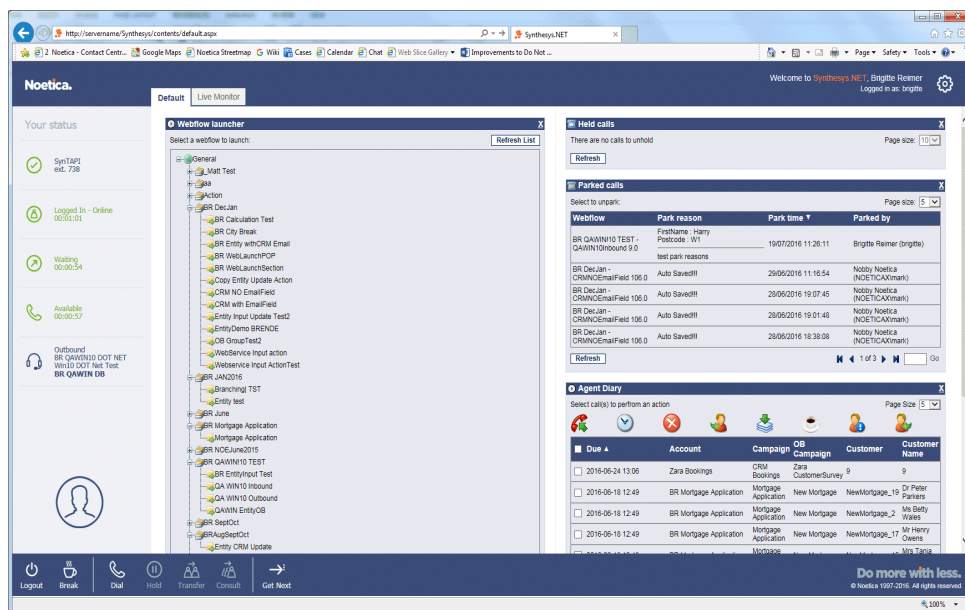 http://servername/Synthesys/contents/default.aspx
Synthesys.NET
2 Noetica - Contact Centr... Google Maps Noetica Streetmap Wiki Cases Calendar Chat Web Slice Gallery Improvements to Do Not ...
Page Safety Tools
Noetica.
Welcome to Synthesys.NET, Brigitte Reimer
Logged in as: brigitte
Default Live Monitor
Your status
SynTAPI
ext. 738
Logged In - Online
00:01:01
Waiting
00:00:54
Available
00:00:57
Outbound
BR QAWIN10 DOT NET
Win10 DOT Net Test
BR QAWIN DB
Webflow launcher X
Select a webflow to launch: Refresh List
General
_Matt Test
aaa
Action
BR DecJan
BR Calculation Test
BR City Break
BR Entity withCRM Email
BR WebLaunchPOP
BR WebLaunchSection
Copy Entity Update Action
CRM NO EmailField
CRM with EmailField
Entity Input Update Test2
EntityDemo BRENDE
OB GroupTest2
WebService Input action
Webservice Input ActionTest
BR JAN2016
Branching| TST
Entity test
BR June
BR Mortgage Application
Mortgage Application
BR NOEJune2015
BR QAWIN10 TEST
BR EntityInput Test
QA WIN10 Inbound
QA WIN10 Outbound
QAWIN EntityOB
BR SeptOct
BRAugSeptOct
Entity CRM Update
Held calls X
There are no calls to unhold Page size: 10
Refresh
Parked calls X
Select to unpark: Page size: 5
Webflow Park reason Park time ▼ Parked by
BR QAWIN10 TEST - QAWIN10Inbound 9.0 FirstName : Harry Postcode : W1 test park reasons 19/07/2016 11:26:11 Brigitte Reimer (brigitte)
BR DecJan - CRMNOEmailField 106.0 Auto Saved!!! 29/06/2016 11:16:54 Nobby Noetica (NOETICAX\mark)
BR DecJan - CRMNOEmailField 106.0 Auto Saved!!! 28/06/2016 19:07:45 Nobby Noetica (NOETICAX\mark)
BR DecJan - CRMNOEmailField 106.0 Auto Saved!!! 28/06/2016 19:01:48 Nobby Noetica (NOETICAX\mark)
BR DecJan - CRMNOEmailField 106.0 Auto Saved!!! 28/06/2016 18:38:08 Nobby Noetica (NOETICAX\mark)
Refresh 1 of 3 Go
Agent Diary X
Select call(s) to perfrom an action Page Size 5
Due ▲ Account Campaign OB Campaign Customer Customer Name
2016-06-24 13:06 Zara Bookings CRM Bookings Zara CustomerSurvey 9 9
2016-06-18 12:49 BR Mortgage Application Mortgage Application New Mortgage NewMortgage_19 Dr Peter Parkers
2016-06-18 12:49 BR Mortgage Application Mortgage Application New Mortgage NewMortgage_2 Ms Betty Wales
2016-06-18 12:49 BR Mortgage Application Mortgage Application New Mortgage NewMortgage_17 Mr Henry Owens
Mortgage Mrs Tania
Logout Break Dial Hold Transfer Consult Get Next
Do more with less.
© Noetica 1997-2016. All rights reserved.
100%